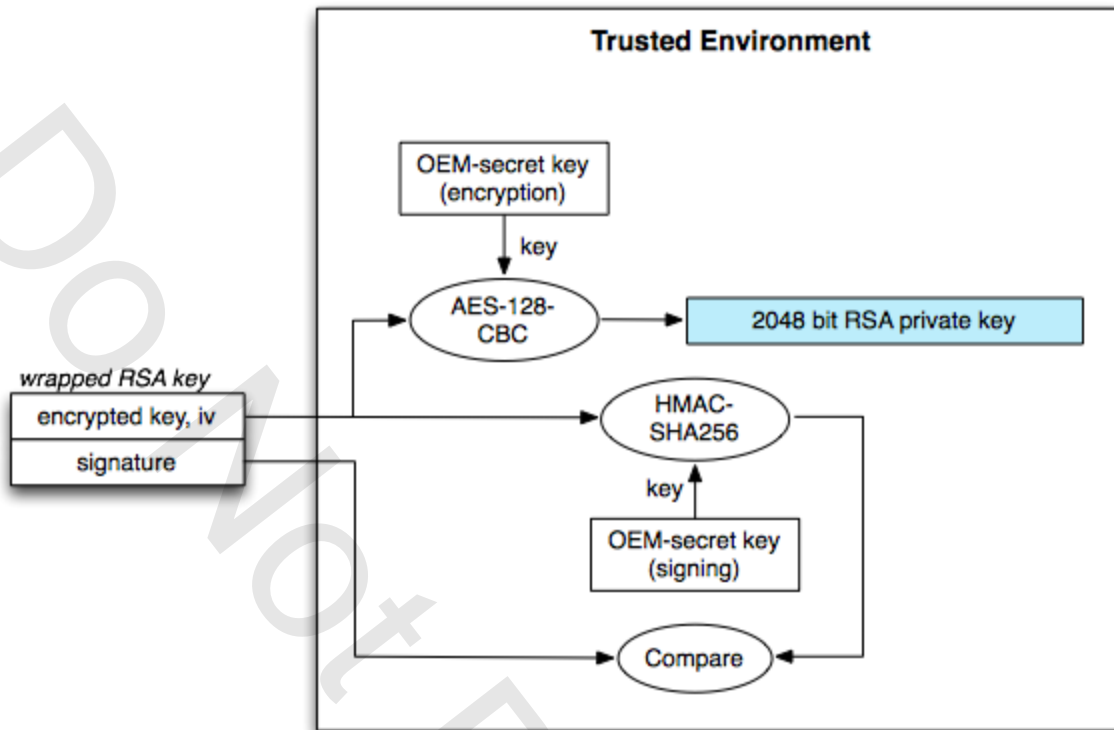 Trusted Environment
OEM-secret key
(encryption)
key
AES-128-
CBC
2048 bit RSA private key
wrapped RSA key
encrypted key, iv
signature
HMAC-
SHA256
key
OEM-secret key
(signing)
Compare
Do Not